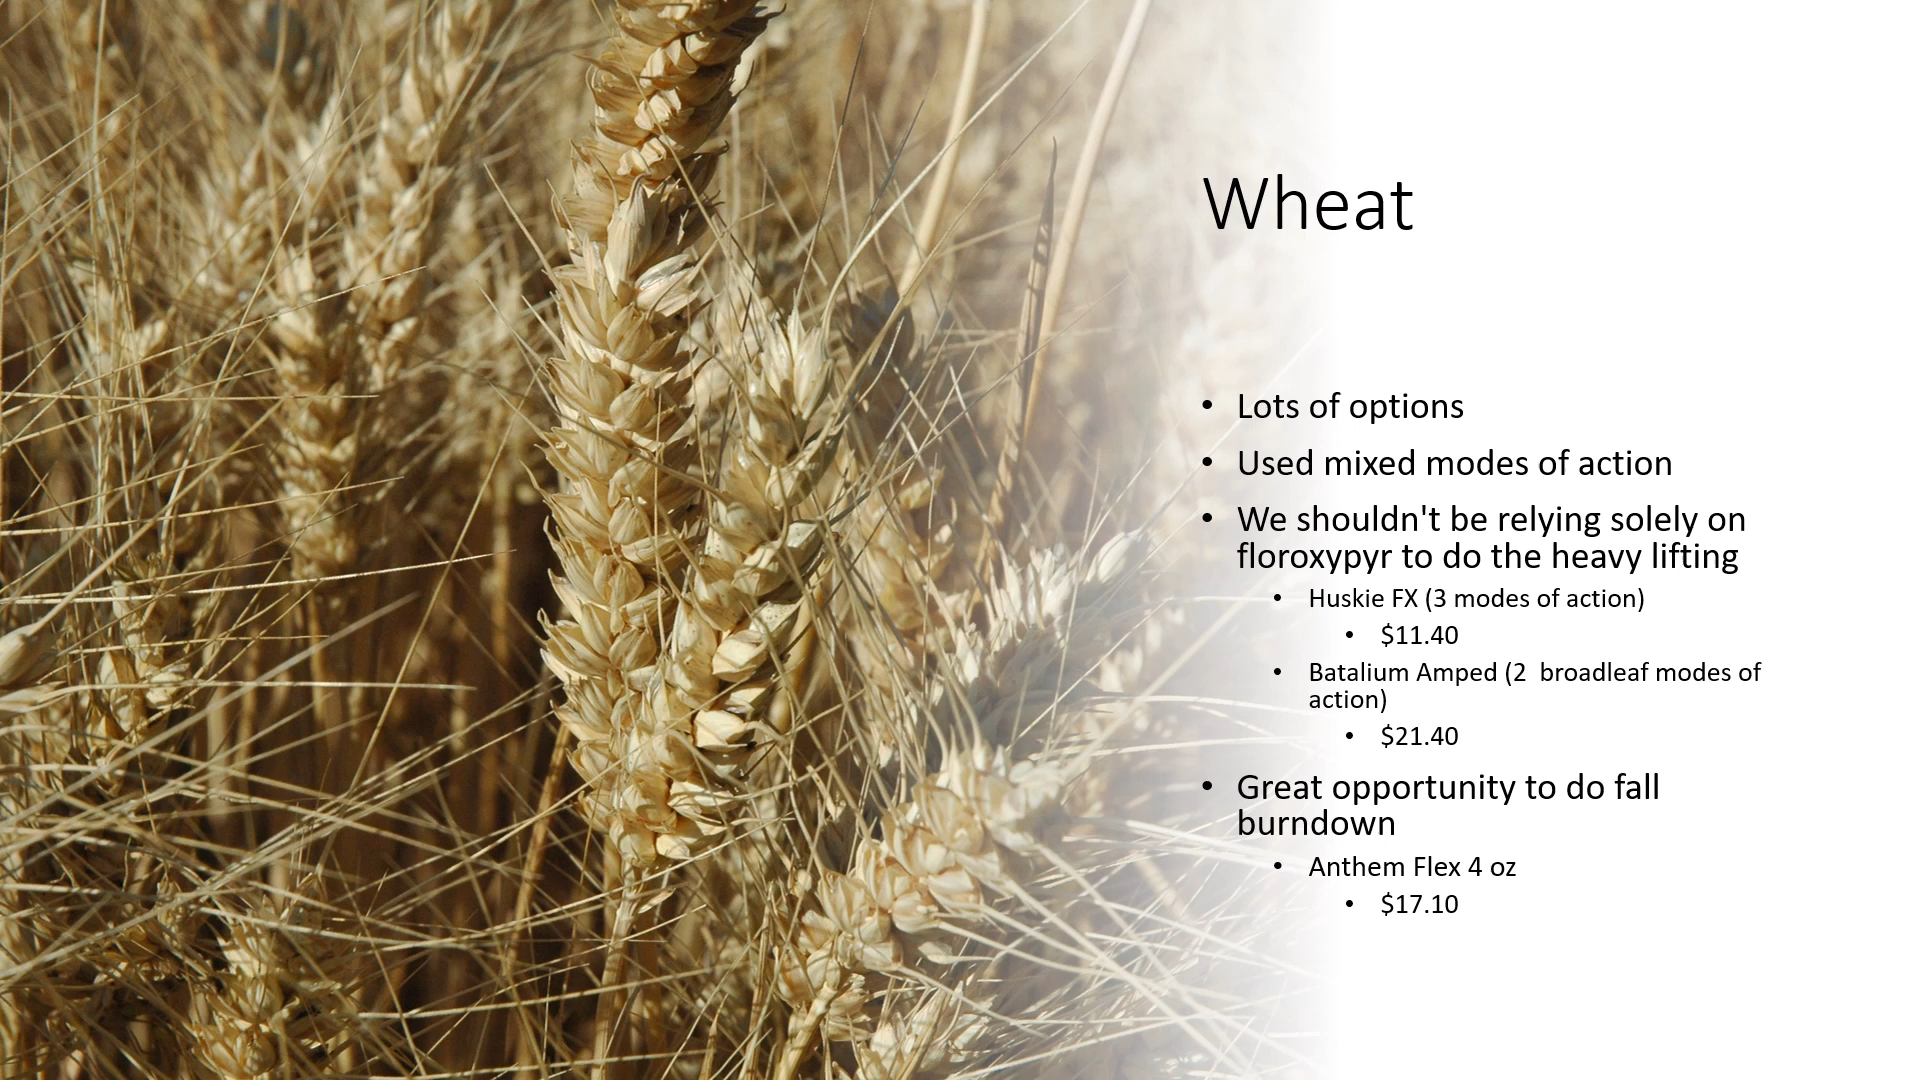 Wheat
• Lots of options
• Used mixed modes of action
• We shouldn't be relying solely on
floroxypyr to do the heavy lifting
• Huskie FX (3 modes of action)
• $11.40
• Batalium Amped (2  broadleaf modes of
action)
• $21.40
• Great opportunity to do fall
burndown
• Anthem Flex 4 oz
• $17.10